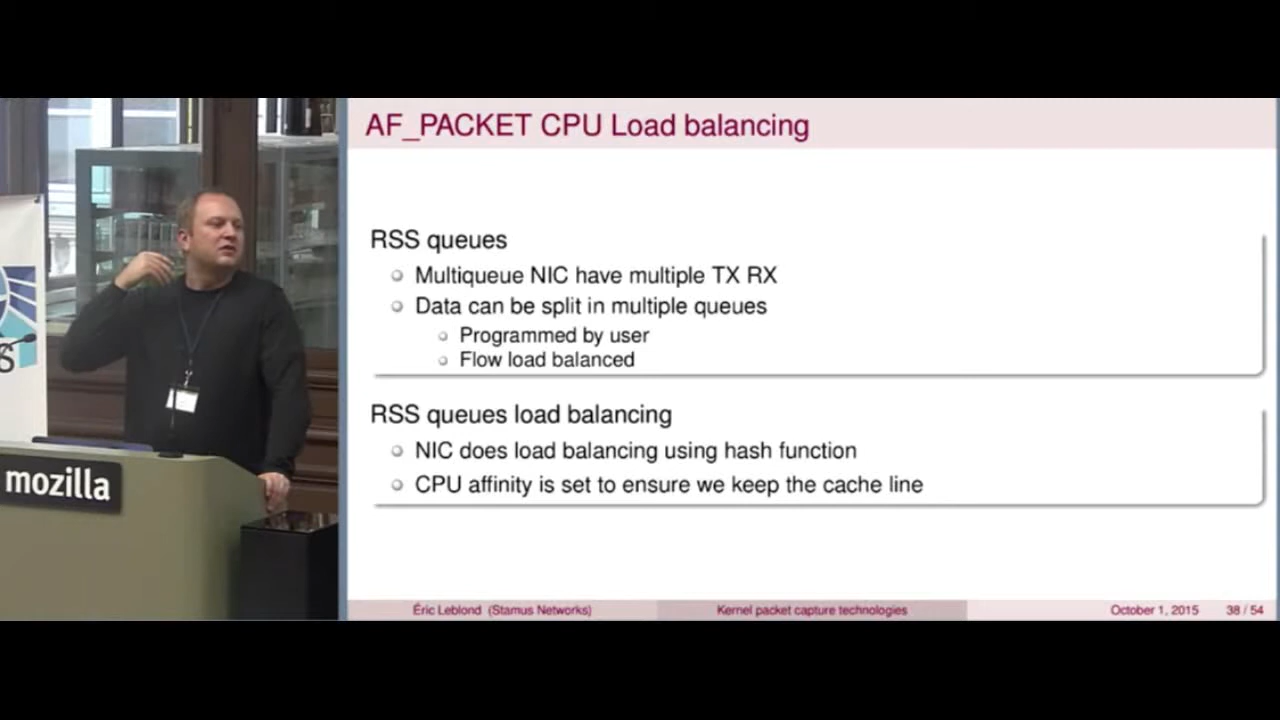 AF_PACKET CPU Load balancing
RSS queues
Multiqueue NIC have multiple TX RX
Data can be split in multiple queues
Programmed by user
Flow load balanced
RSS queues load balancing
NIC does load balancing using hash function
CPU affinity is set to ensure we keep the cache line
mozilla
Éric Leblond (Stamus Networks)
Kernel packet capture technologies
October 1, 2015
38 / 54